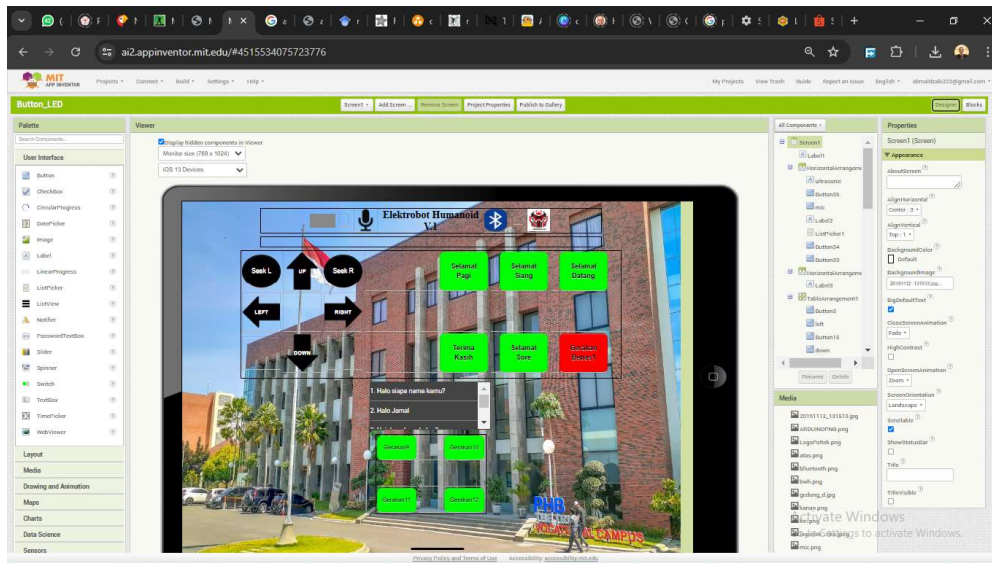 ai2.appinventor.mit.edu/#4515534075723776
MIT
APP INVENTOR
Projects
Connect
Build
Settings
Help
My Projects
View Trash
Guide
Report an Issue
English
Button_LED
Screen1
Add Screen ...
Remove Screen
Project Properties
Publish to Gallery
Designer
Blocks
Palette
Search Components...
User Interface
Button
CheckBox
CircularProgress
DatePicker
Image
Label
LinearProgress
ListPicker
ListView
Notifier
PasswordTextBox
Slider
Spinner
Switch
TextBox
TimePicker
WebViewer
Layout
Media
Drawing and Animation
Maps
Charts
Data Science
Sensors
Viewer
Display hidden components in Viewer
Monitor size (768 x 1024)
iOS 13 Devices
Elektrobot Humanoid
V.1
Seek L
UP
Seek R
LEFT
RIGHT
DOWN
Selamat
Pagi
Selamat
Siang
Selamat
Datang
Terima
Kasih
Selamat
Sore
Gerakan
1. Halo siapa nama kamu?
2. Halo Jamal
Gerakan9
Gerakan10
Gerakan11
Gerakan12
PHB
CAMPUS
All Components
Screen1
Label1
HorizontalArrangeme
ultrasonic
Button35
mic
Label2
ListPicker1
Button34
Button33
HorizontalArrangeme
Label3
TableArrangement1
Button3
left
Button15
down
Rename
Delete
Media
20191113_131513.jpg
ARDUINOPNG.png
LogoPoltek.png
atas.png
bluetooth.png
bwh.png
gedung_d.jpg
kanan.png
mic.png
Properties
Screen1 (Screen)
Appearance
AboutScreen
AlignHorizontal
Center : 3
AlignVertical
Top : 1
BackgroundColor
Default
BackgroundImage
BigDefaultText
CloseScreenAnimation
Fade
HighContrast
OpenScreenAnimation
Zoom
ScreenOrientation
Landscape
Scrollable
ShowStatusBar
Title
TitleVisible
Activate Windows
Settings to activate Windows.
Privacy Policy and Terms of Use
Accessibility: accessibility.mit.edu